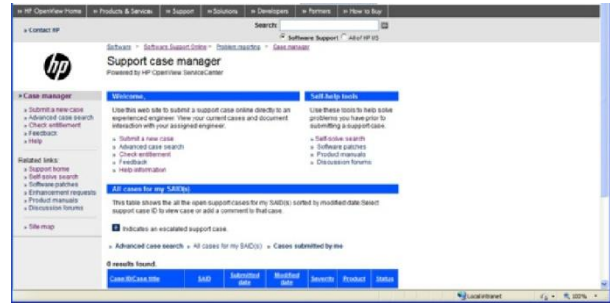 » HP OpenView Home
» Products & Services
» Support
» Solutions
» Developers
» Partners
» How to Buy
» Contact HP
Search:
Software Support All of HP US
Software > Software Support Online > Problem reporting > Case manager
hp
Support case manager
Powered by HP OpenView ServiceCenter
» Case manager
» Submit a new case
» Advanced case search
» Check entitlement
» Feedback
» Help
Related links:
» Support home
» Self-solve search
» Software patches
» Enhancement requests
» Product manuals
» Discussion forums
» Site map
Welcome,
Use this web site to submit a support case online directly to an
experienced engineer. View your current cases and document
interaction with your assigned engineer.
» Submit a new case
» Advanced case search
» Check entitlement
» Feedback
» Help information
Self-help tools
Use these tools to help solve
problems you have prior to
submitting a support case.
» Self-solve search
» Software patches
» Product manuals
» Discussion forums
All cases for my SAID(s)
This table shows the all the open support cases for my SAID(s) sorted by modified date. Select
support case ID to view case or add a comment to that case.
E Indicates an escalated support case.
» Advanced case search » All cases for my SAID(s) » Cases submitted by me
0 results found.
Case ID/Case title SAID Submitted date Modified date Severity Product Status
Local intranet 100%